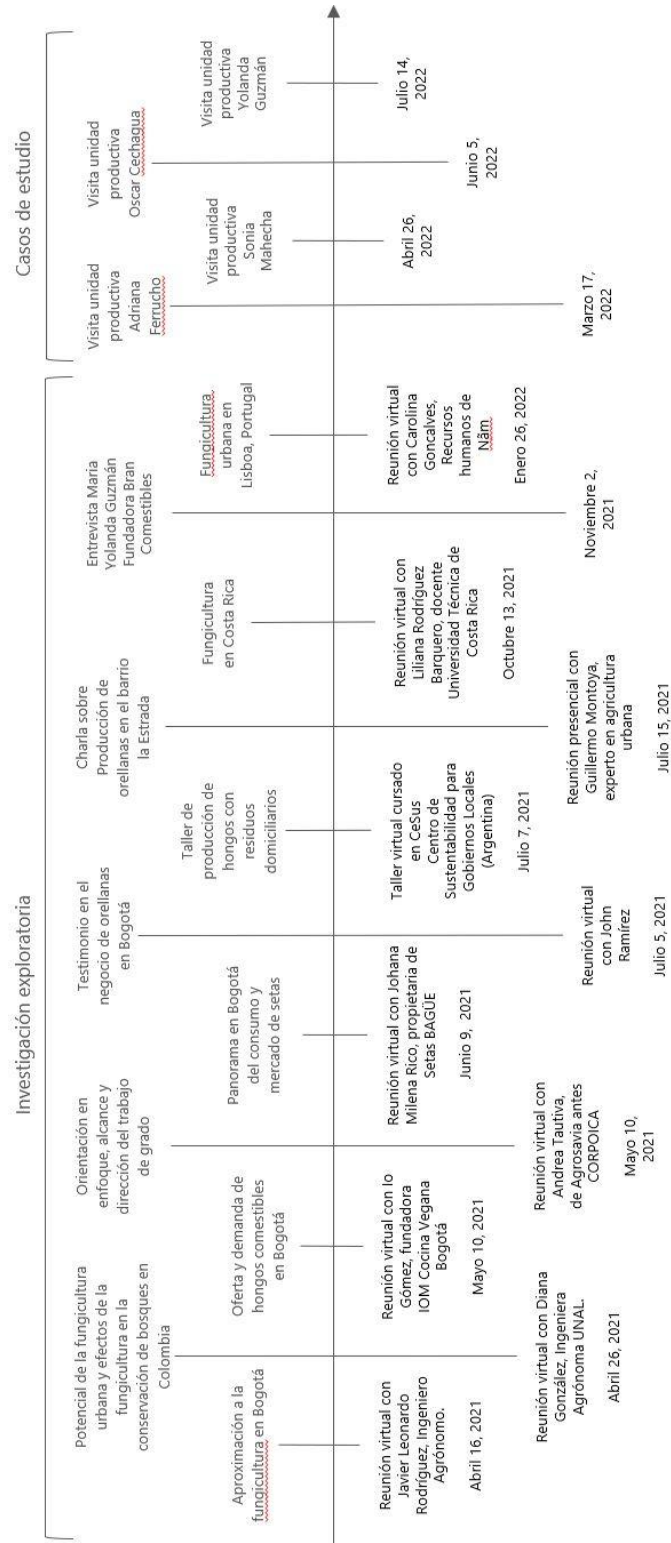 Investigación exploratoria
Casos de estudio
Aproximación a la
fungicultura en Bogotá
Reunión virtual con
Javier Leonardo
Rodríguez, Ingeniero
Agrónomo.
Abril 16, 2021
Potencial de la fungicultura
urbana y efectos de la
fungicultura en la
conservación de bosques en
Colombia
Reunión virtual con Diana
González, Ingeniera
Agrónoma UNAL.
Abril 26, 2021
Oferta y demanda de
hongos comestibles
en Bogotá
Reunión virtual con Io
Gómez, fundadora
IOM Cocina Vegana
Bogotá
Mayo 10, 2021
Orientación en
enfoque, alcance y
dirección del trabajo
de grado
Reunión virtual con
Andrea Tautiva,
de Agrosavia antes
CORPOICA
Mayo 10,
2021
Panorama en Bogotá
del consumo y
mercado de setas
Reunión virtual con Johana
Milena Rico, propietaria de
Setas BAGÜE
Junio 9, 2021
Testimonio en el
negocio de orellanas
en Bogotá
Reunión virtual
con John
Ramírez
Julio 5, 2021
Taller de
producción de
hongos con
residuos
domiciliarios
Taller virtual cursado
en CeSus
Centro de
Sustentabilidad para
Gobiernos Locales
(Argentina)
Julio 7, 2021
Charla sobre
Producción de
orellanas en el barrio
la Estrada
Reunión presencial con
Guillermo Montoya,
experto en agricultura
urbana
Julio 15, 2021
Fungicultura
en Costa Rica
Reunión virtual con
Liliana Rodríguez
Barquero, docente
Universidad Técnica de
Costa Rica
Octubre 13, 2021
Entrevista María
Yolanda Guzmán
Fundadora Bran
Comestibles
Noviembre 2,
2021
Fungicultura
urbana en
Lisboa, Portugal
Reunión virtual
con Carolina
Goncalves,
Recursos
humanos de
Nãm
Enero 26, 2022
Visita unidad
productiva
Adriana
Ferrucho
Marzo 17,
2022
Visita unidad
productiva
Sonia
Mahecha
Abril 26,
2022
Visita unidad
productiva
Oscar Cechagua
Junio 5,
2022
Visita unidad
productiva
Yolanda
Guzmán
Julio 14,
2022